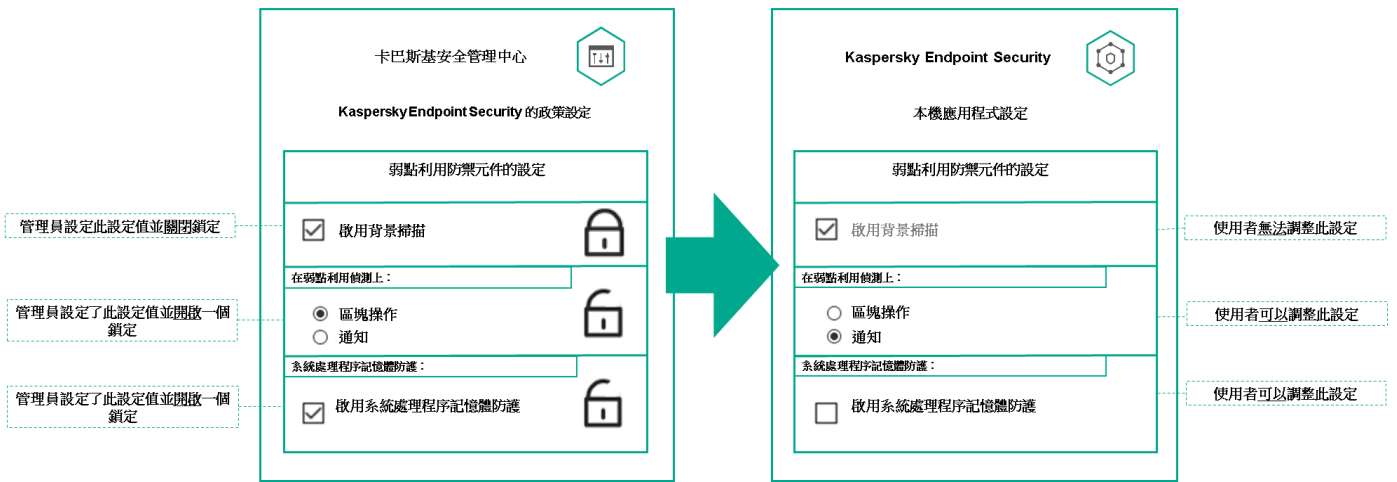 卡巴斯基安全管理中心
Kaspersky Endpoint Security 的政策設定
弱點利用防禦元件的設定
管理員設定此設定值並關閉鎖定
啟用背景掃描
在弱點利用偵測上：
管理員設定了此設定值並開啟一個
鎖定
區塊操作
通知
系統處理程序記憶體防護：
管理員設定了此設定值並開啟一個
鎖定
啟用系統處理程序記憶體防護
Kaspersky Endpoint Security
本機應用程式設定
弱點利用防禦元件的設定
啟用背景掃描
使用者無法調整此設定
在弱點利用偵測上：
區塊操作
通知
使用者可以調整此設定
系統處理程序記憶體防護：
啟用系統處理程序記憶體防護
使用者可以調整此設定